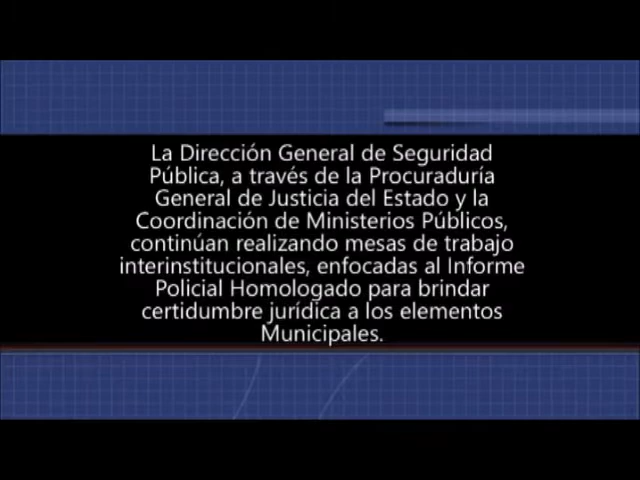 La Dirección General de Seguridad
Pública, a través de la Procuraduría
General de Justicia del Estado y la
Coordinación de Ministerios Públicos,
continúan realizando mesas de trabajo
interinstitucionales, enfocadas al Informe
Policial Homologado para brindar
certidumbre jurídica a los elementos
Municipales.